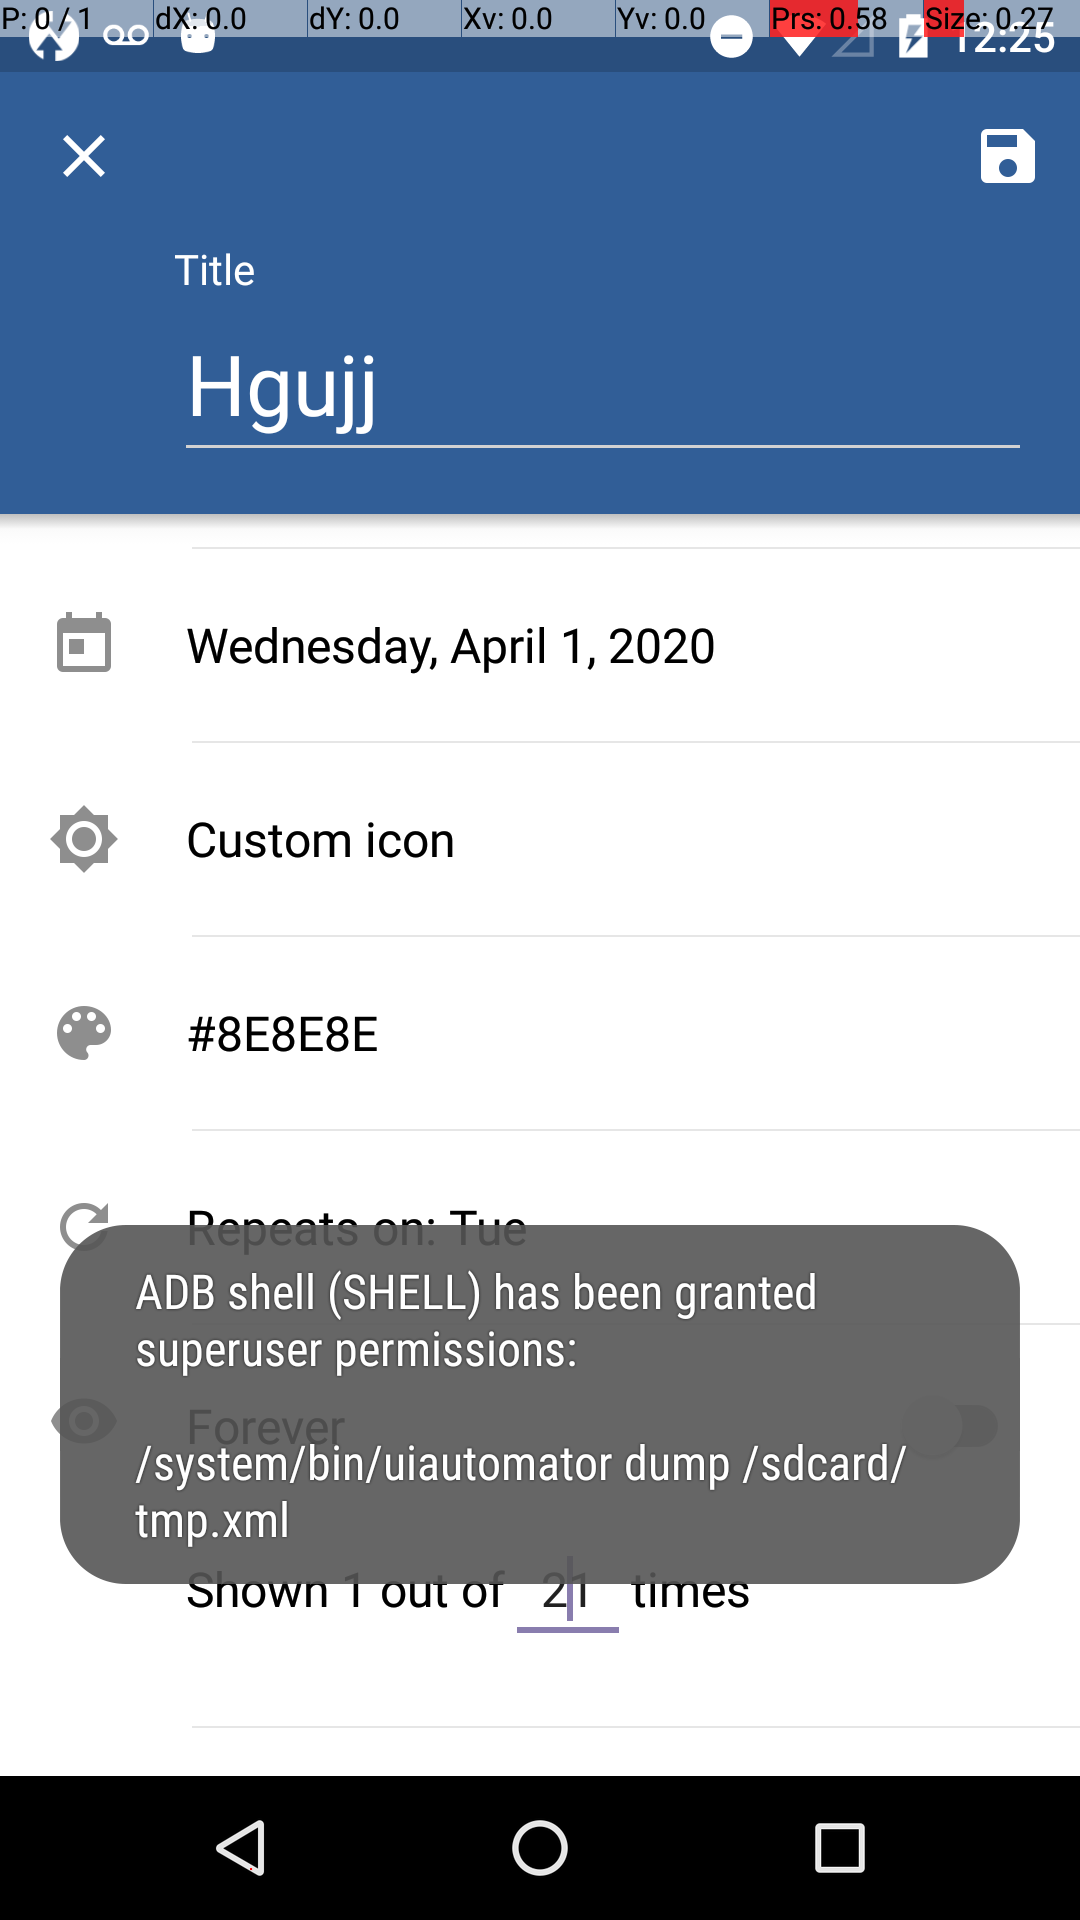 P: 0 / 1 dX: 0.0 dY: 0.0 Xv: 0.0 Yv: 0.0 Prs: 0.58 Size: 0.27
12:25
Title
Hgujj
Wednesday, April 1, 2020
Custom icon
#8E8E8E
Repeats on: Tue
ADB shell (SHELL) has been granted
superuser permissions:
Forever
/system/bin/uiautomator dump /sdcard/
tmp.xml
Shown 1 out of 21 times